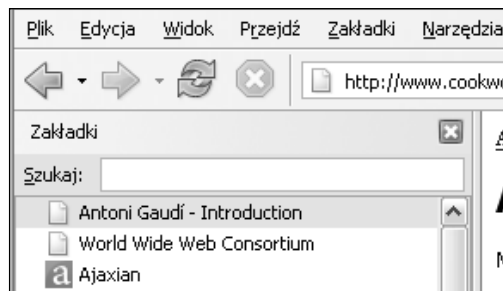 Plik Edycja Widok Przejdź Zakładki Narzędzia
http://www.cookw
Zakładki
Szukaj:
Antoni Gaudí - Introduction
World Wide Web Consortium
a Ajaxian